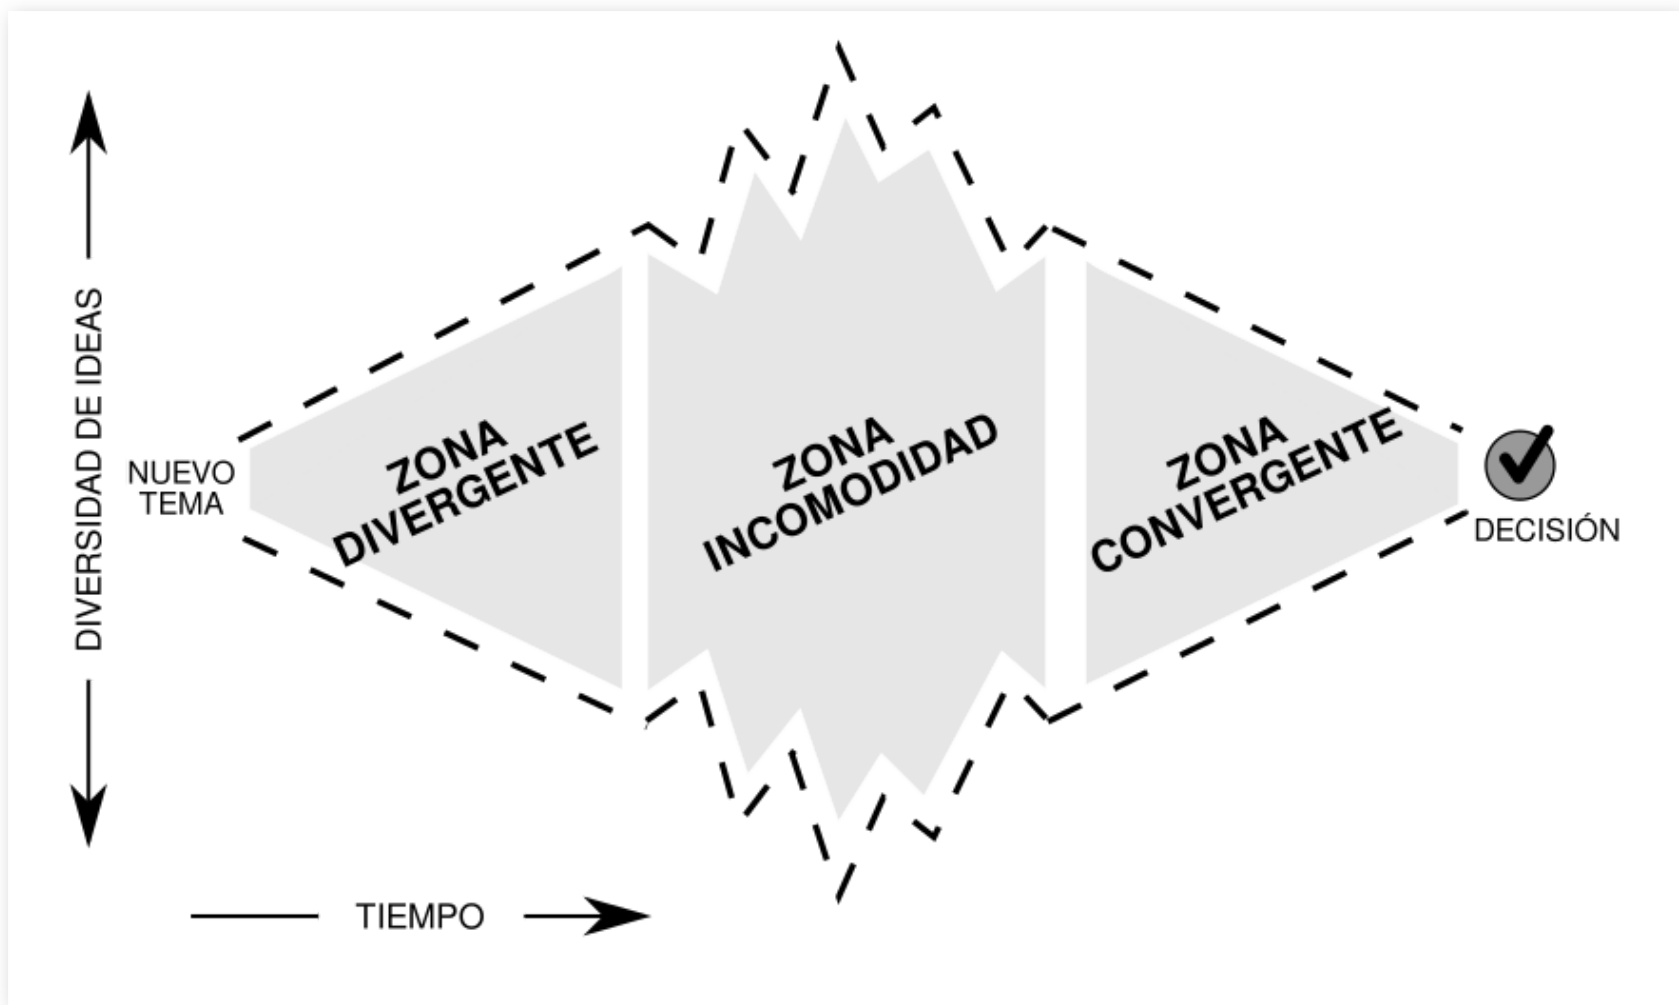 DIVERSIDAD DE IDEAS
NUEVO
TEMA
ZONA
DIVERGENTE
ZONA
INCOMODIDAD
ZONA
CONVERGENTE
DECISIÓN
TIEMPO